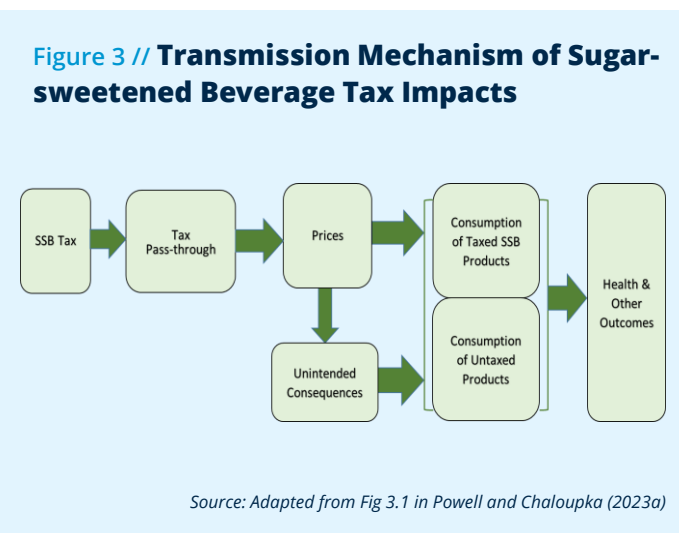 Figure 3 // Transmission Mechanism of Sugar-
sweetened Beverage Tax Impacts
SSB Tax
Tax
Pass-through
Prices
Consumption
of Taxed SSB
Products
Unintended
Consequences
Consumption
of Untaxed
Products
Health &
Other
Outcomes
Source: Adapted from Fig 3.1 in Powell and Chaloupka (2023a)